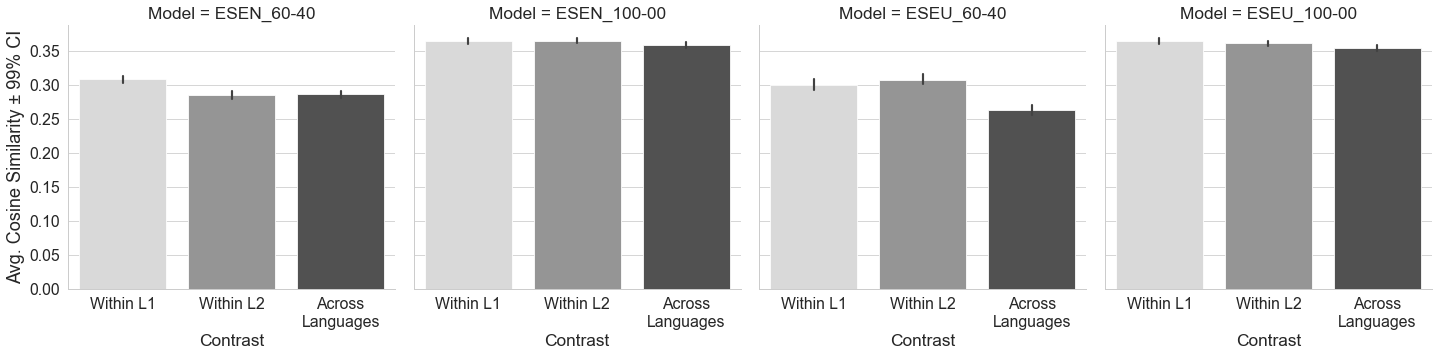 Model = ESEN_60-40
Model = ESEN_100-00
Model = ESEU_60-40
Model = ESEU_100-00
Avg. Cosine Similarity ± 99% CI
0.35
0.30
0.25
0.20
0.15
0.10
0.05
0.00
Within L1
Within L2
Across
Languages
Contrast
Within L1
Within L2
Across
Languages
Contrast
Within L1
Within L2
Across
Languages
Contrast
Within L1
Within L2
Across
Languages
Contrast